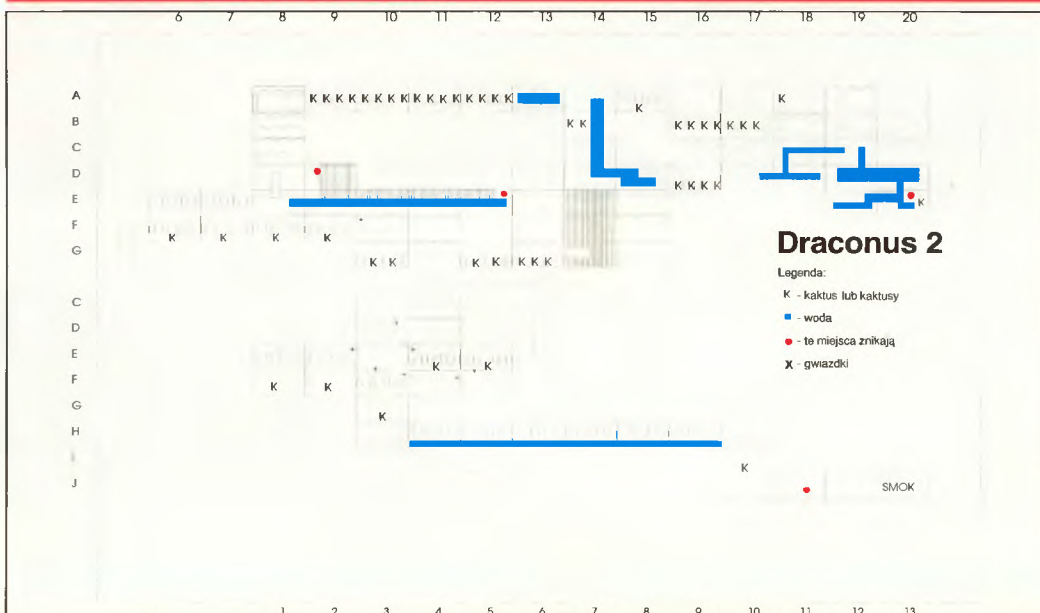 6 7 8 9 10 11 12 13 14 15 16 17 18 19 20
A K K K K K K K K K K K K K K K K K
K
B K K K K K K K K K
C
D
K K K K
E K
F
K K K K
G
K K K K K K K
Draconus 2
Legenda:
K - kaktus lub kaktusy
- woda
- te miejsca znikają
X - gwiazdki
C
D
E
K K
F
K K
G
K
H
K
J SMOK
1 2 3 4 5 6 7 8 9 10 11 12 13